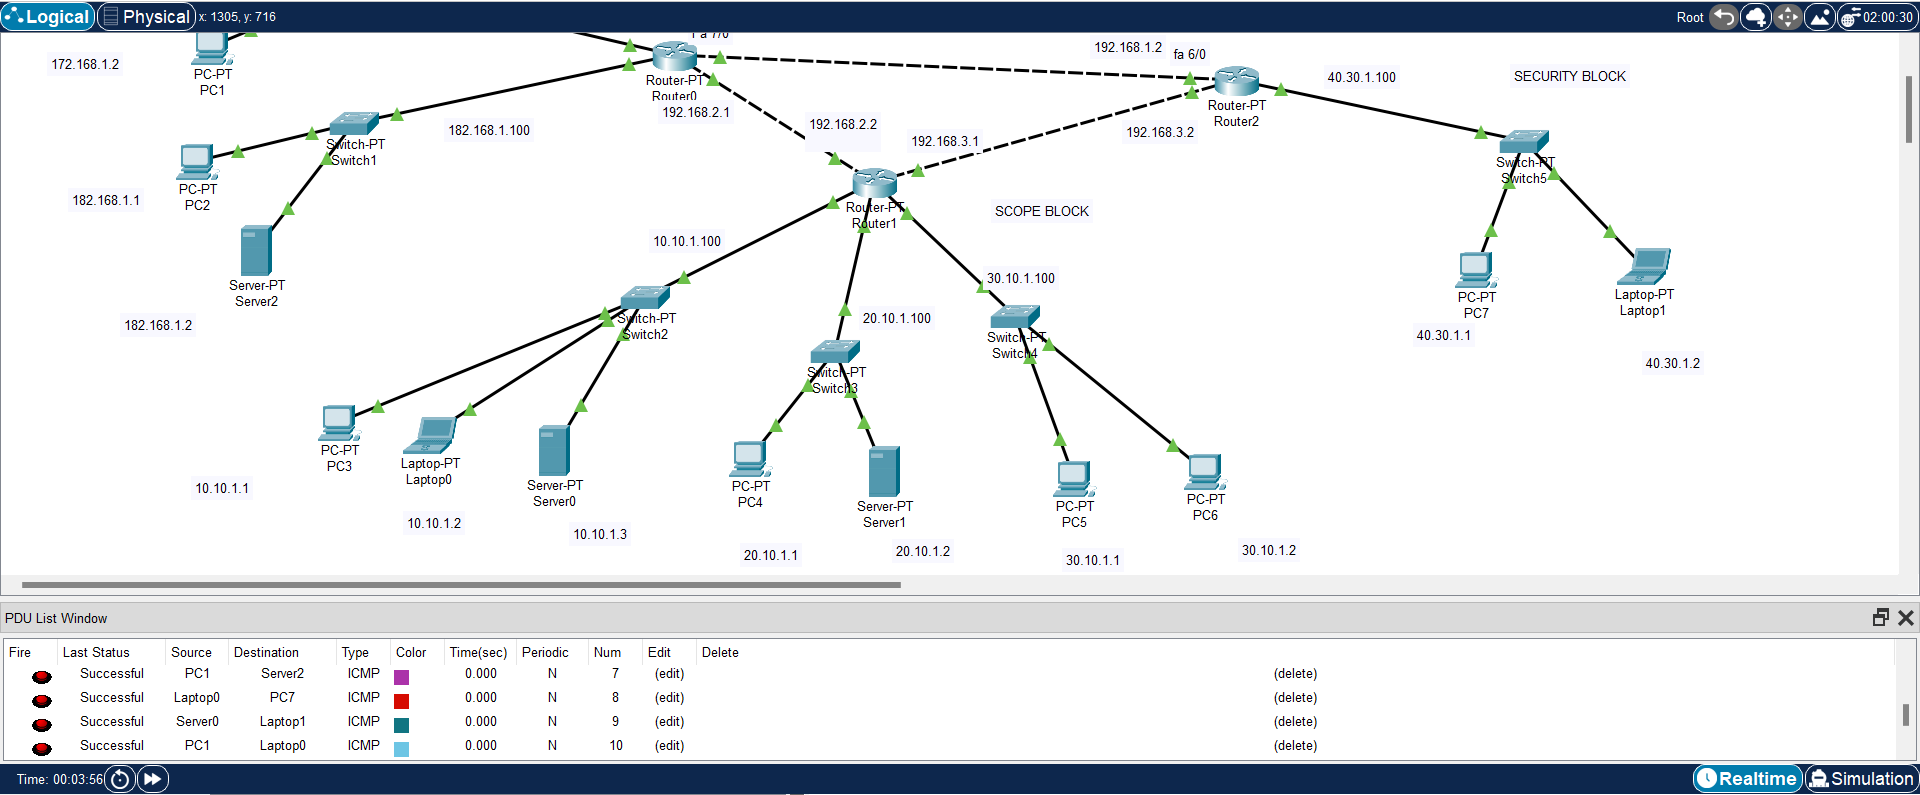 Logical Physical x: 1305, y: 716 Root 02:00:30
fa 7/0
192.168.1.2 fa 6/0
172.168.1.2
PC-PT
PC1
Router-PT
Router0
192.168.2.1
40.30.1.100
SECURITY BLOCK
Router-PT
Router2
182.168.1.100
192.168.2.2
192.168.3.1
192.168.3.2
Switch-PT
Switch1
Switch-PT
Switch5
PC-PT
PC2
182.168.1.1
Router-PT
Router1
SCOPE BLOCK
10.10.1.100
30.10.1.100
Server-PT
Server2
182.168.1.2
Switch-PT
Switch2
20.10.1.100
Switch-PT
Switch4
PC-PT
PC7
Laptop-PT
Laptop1
40.30.1.1
40.30.1.2
Switch-PT
Switch3
PC-PT
PC3
Laptop-PT
Laptop0
Server-PT
Server0
PC-PT
PC4
Server-PT
Server1
PC-PT
PC5
PC-PT
PC6
10.10.1.1
10.10.1.2
10.10.1.3
20.10.1.1
20.10.1.2
30.10.1.1
30.10.1.2
PDU List Window
Fire Last Status Source Destination Type Color Time(sec) Periodic Num Edit Delete
Successful PC1 Server2 ICMP 0.000 N 7 (edit) (delete)
Successful Laptop0 PC7 ICMP 0.000 N 8 (edit) (delete)
Successful Server0 Laptop1 ICMP 0.000 N 9 (edit) (delete)
Successful PC1 Laptop0 ICMP 0.000 N 10 (edit) (delete)
Time: 00:03:56 Realtime Simulation